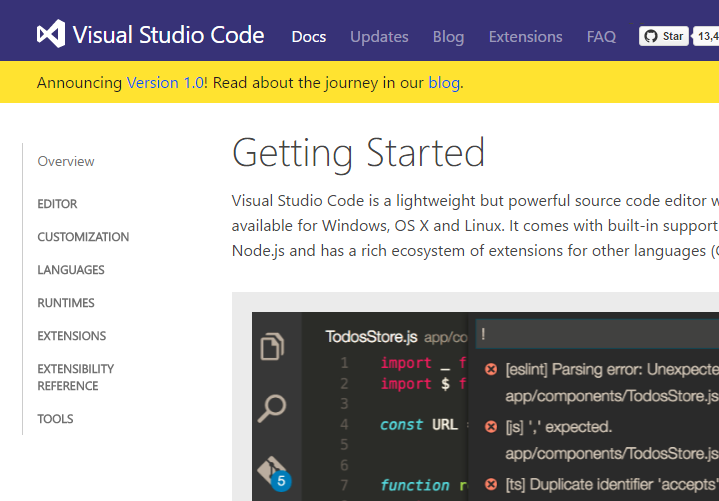 Visual Studio Code Docs Updates Blog Extensions FAQ Star 13,4
Announcing Version 1.0! Read about the journey in our blog.
Overview
EDITOR
CUSTOMIZATION
LANGUAGES
RUNTIMES
EXTENSIONS
EXTENSIBILITY
REFERENCE
TOOLS
Getting Started
Visual Studio Code is a lightweight but powerful source code editor w
available for Windows, OS X and Linux. It comes with built-in support
Node.js and has a rich ecosystem of extensions for other languages (
TodosStore.js app/co
1 import _ f
2 import $ f
3
4 const URL =
5
6
7 function r
5
!
[eslint] Parsing error: Unexpecte
app/components/TodosStore.js
[js] ',' expected.
app/components/TodosStore.js
[ts] Duplicate identifier 'accepts'